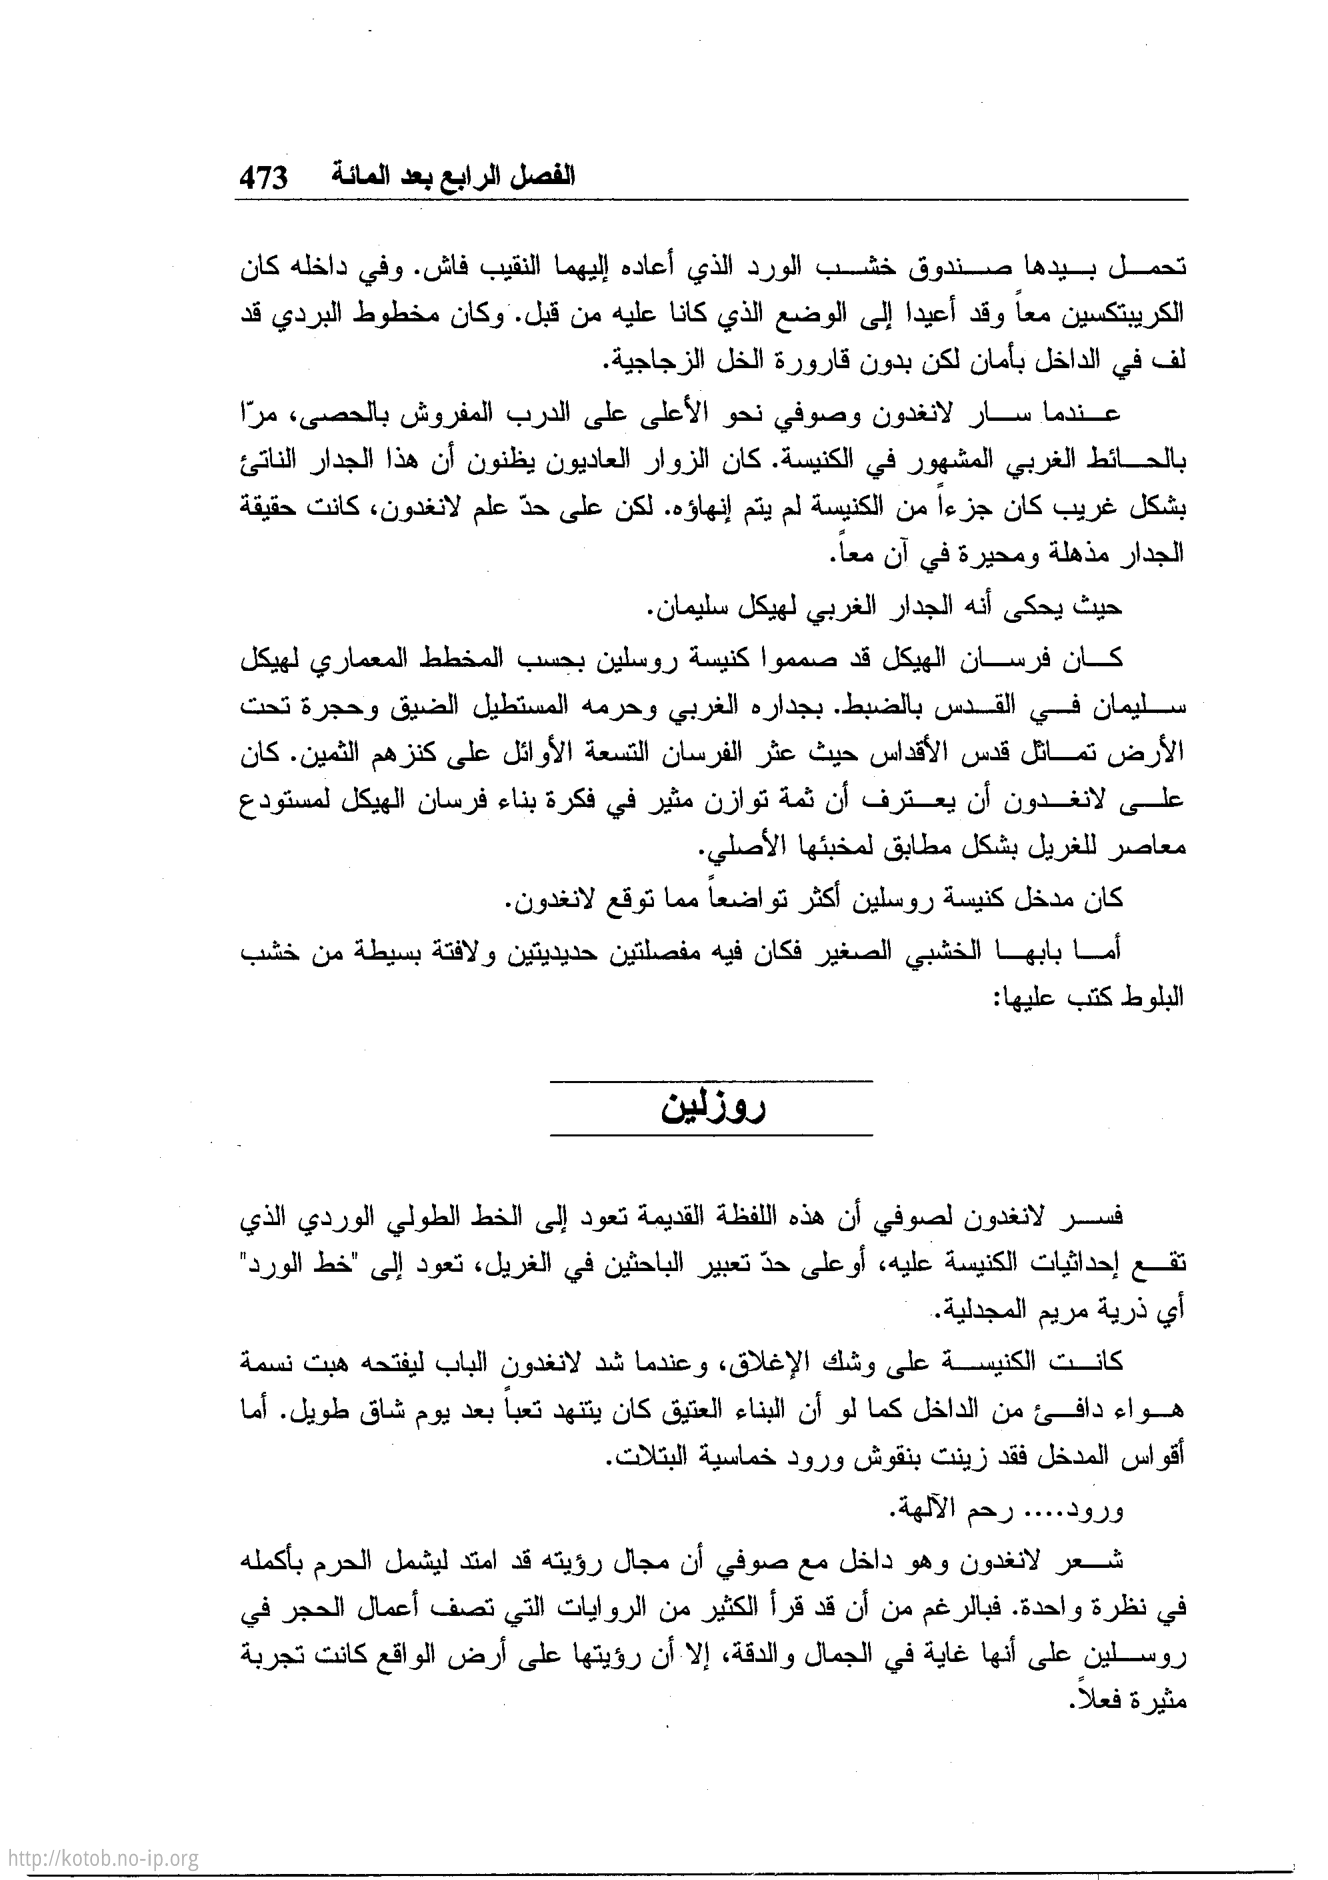 الفصل الرابع بعد المائة 473
تحمل بيدها صندوق خشب الورد الذي أعاده إليهما النقيب فاش. وفي داخله كان
الكريبتكسين معاً وقد أعيدا إلى الوضع الذي كانا عليه من قبل. وكان مخطوط البردي قد
لف في الداخل بأمان لكن بدون قارورة الخل الزجاجية.
عندما سار لانغدون وصوفي نحو الأعلى على الدرب المفروش بالحصى، مرّا
بالحائط الغربي المشهور في الكنيسة. كان الزوار العاديون يظنون أن هذا الجدار الناتئ
بشكل غريب كان جزءاً من الكنيسة لم يتم إنهاؤه. لكن على حدّ علم لانغدون، كانت حقيقة
الجدار مذهلة ومحيرة في آن معاً.
حيث يحكى أنه الجدار الغربي لهيكل سليمان.
كان فرسان الهيكل قد صمموا كنيسة روسلين بحسب المخطط المعماري لهيكل
سليمان في القدس بالضبط. بجداره الغربي وحرمه المستطيل الضيق وحجرة تحت
الأرض تماثل قدس الأقداس حيث عثر الفرسان التسعة الأوائل على كنزهم الثمين. كان
على لانغدون أن يعترف أن ثمة توازن مثير في فكرة بناء فرسان الهيكل لمستودع
معاصر للغريل بشكل مطابق لمخبئها الأصلي.
كان مدخل كنيسة روسلين أكثر تواضعاً مما توقع لانغدون.
أما بابها الخشبي الصغير فكان فيه مفصلتين حديديتين ولافتة بسيطة من خشب
البلوط كتب عليها:
روزلين
فسر لانغدون لصوفي أن هذه اللفظة القديمة تعود إلى الخط الطولي الوردي الذي
تقع إحداثيات الكنيسة عليه، أوعلى حدّ تعبير الباحثين في الغريل، تعود إلى "خط الورد"
أي ذرية مريم المجدلية.
كانت الكنيسة على وشك الإغلاق، وعندما شد لانغدون الباب ليفتحه هبت نسمة
هواء دافئ من الداخل كما لو أن البناء العتيق كان يتنهد تعباً بعد يوم شاق طويل. أما
أقواس المدخل فقد زينت بنقوش ورود خماسية البتلات.
ورود.... رحم الآلهة.
شعر لانغدون وهو داخل مع صوفي أن مجال رؤيته قد امتد ليشمل الحرم بأكمله
في نظرة واحدة. فبالرغم من أن قد قرأ الكثير من الروايات التي تصف أعمال الحجر في
روسلين على أنها غاية في الجمال والدقة، إلا أن رؤيتها على أرض الواقع كانت تجربة
مثيرة فعلاً.
http://kotob.no-ip.org